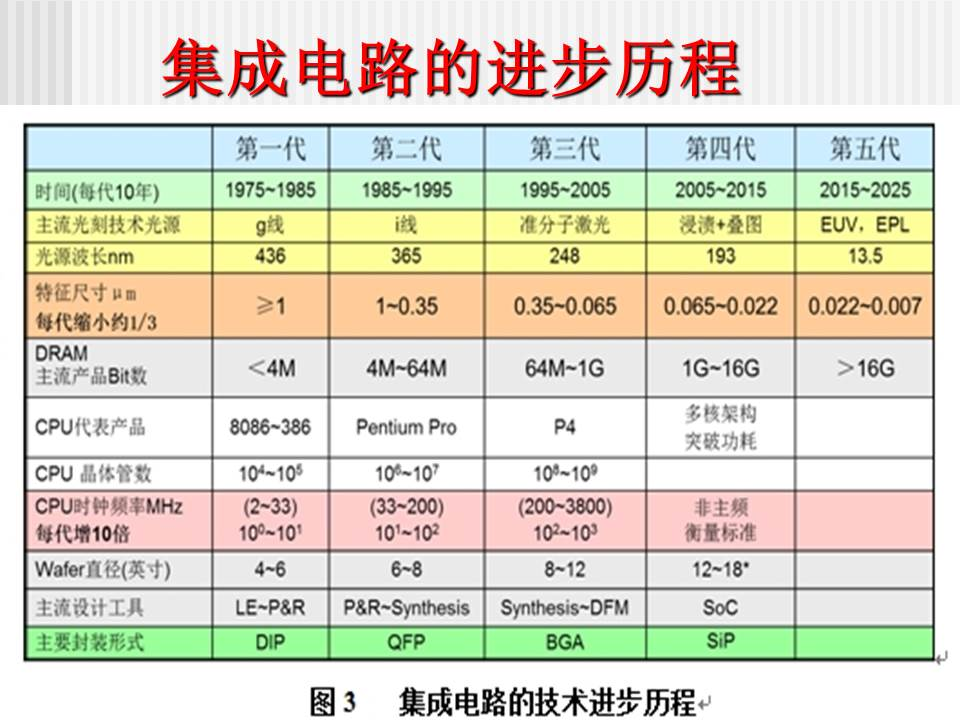 集成电路的进步历程
第一代 第二代 第三代 第四代 第五代
时间(每代10年) 1975~1985 1985~1995 1995~2005 2005~2015 2015~2025
主流光刻技术光源 g线 i线 准分子激光 浸渍+叠图 EUV，EPL
光源波长nm 436 365 248 193 13.5
特征尺寸μm
每代缩小约1/3 ≥1 1~0.35 0.35~0.065 0.065~0.022 0.022~0.007
DRAM
主流产品Bit数 <4M 4M~64M 64M~1G 1G~16G >16G
CPU代表产品 8086~386 Pentium Pro P4 多核架构
突破功耗
CPU 晶体管数 10⁴~10⁵ 10⁶~10⁷ 10⁸~10⁹
CPU时钟频率MHz (2~33) (33~200) (200~3800) 非主频
每代增10倍 10⁰~10¹ 10¹~10² 10²~10³ 衡量标准
Wafer直径(英寸) 4~6 6~8 8~12 12~18*
主流设计工具 LE~P&R P&R~Synthesis Synthesis~DFM SoC
主要封装形式 DIP QFP BGA SiP
图 3 集成电路的技术进步历程